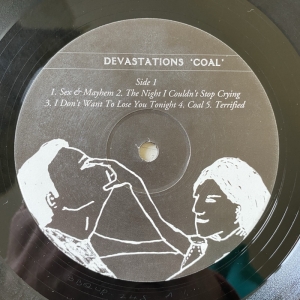 DEVASTATIONS 'COAL'
Side 1
1. Sex & Mayhem 2. The Night I Couldn't Stop Crying
3. I Don't Want To Lose You Tonight 4. Coal 5. Terrified